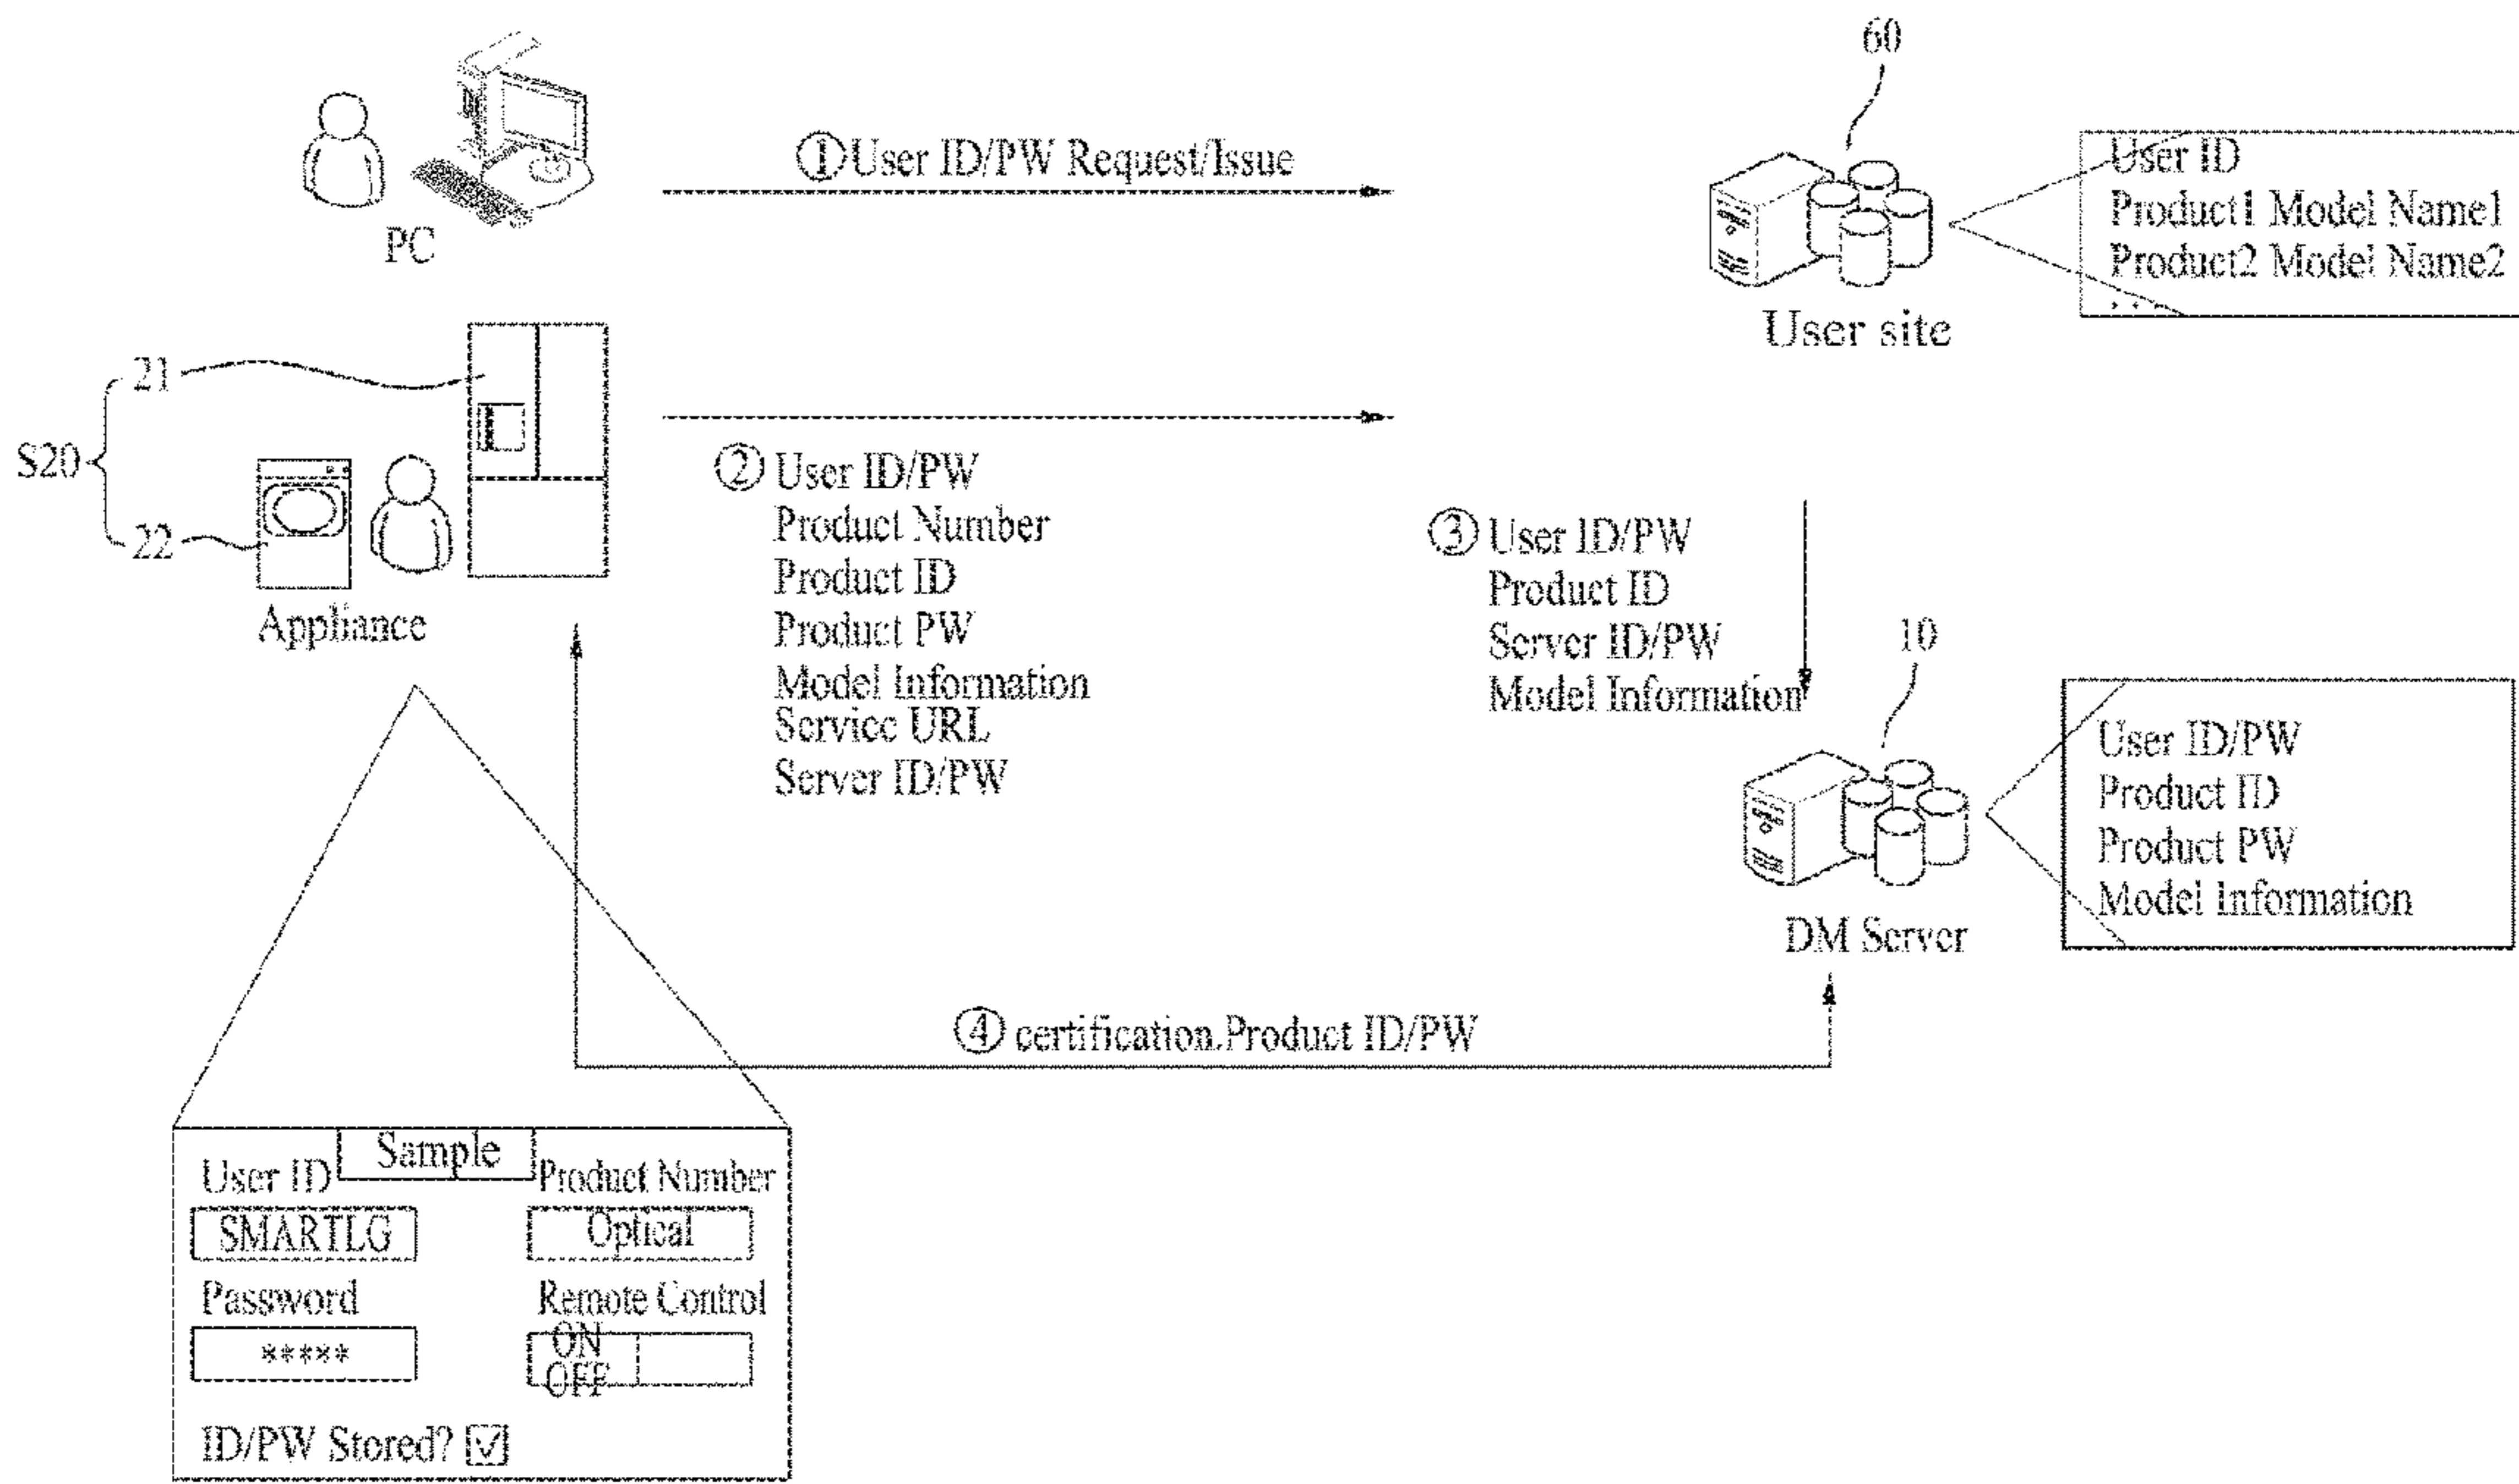 60
①User ID/PW Request/Issue
PC
User ID
Product1 Model Name1
Product2 Model Name2
...
User site
21
S20
22
Appliance
② User ID/PW
Product Number
Product ID
Product PW
Model Information
Service URL
Server ID/PW
③ User ID/PW
Product ID
Server ID/PW
Model Information
10
DM Server
User ID/PW
Product ID
Product PW
Model Information
④ certification.Product ID/PW
Sample
User ID
Product Number
SMARTLG
Optical
Password
Remote Control
*****
ON
OFF
ID/PW Stored?